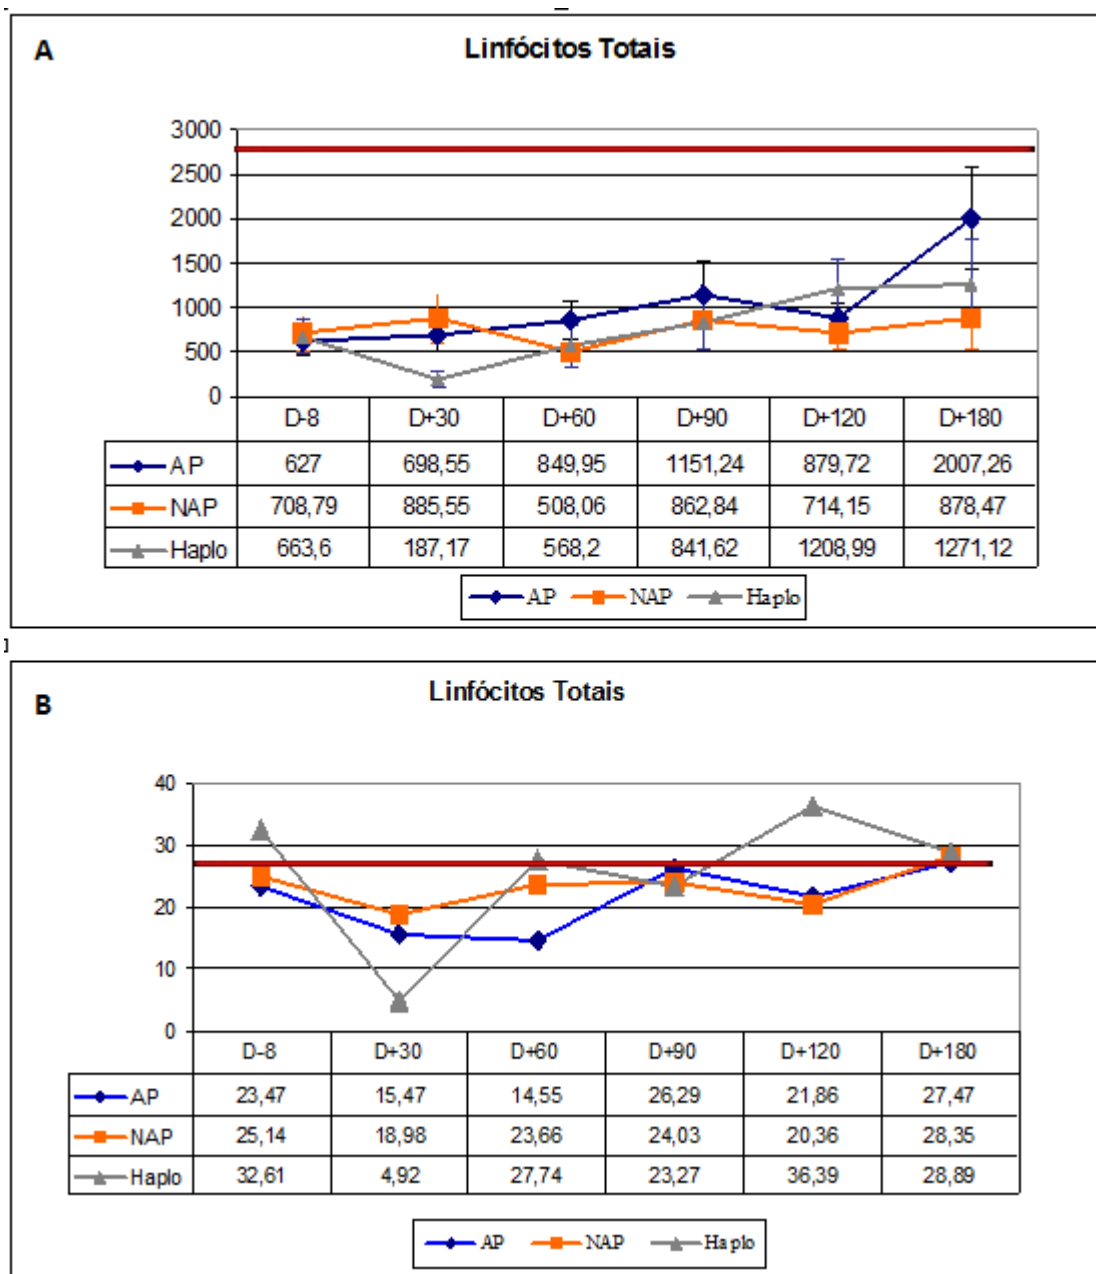 A
Linfócitos Totais
3000
2500
2000
1500
1000
500
0
D-8 D+30 D+60 D+90 D+120 D+180
AP 627 698,55 849,95 1151,24 879,72 2007,26
NAP 708,79 885,55 508,06 862,84 714,15 878,47
Haplo 663,6 187,17 568,2 841,62 1208,99 1271,12
AP NAP Haplo
B
Linfócitos Totais
40
30
20
10
0
D-8 D+30 D+60 D+90 D+120 D+180
AP 23,47 15,47 14,55 26,29 21,86 27,47
NAP 25,14 18,98 23,66 24,03 20,36 28,35
Haplo 32,61 4,92 27,74 23,27 36,39 28,89
AP NAP Haplo